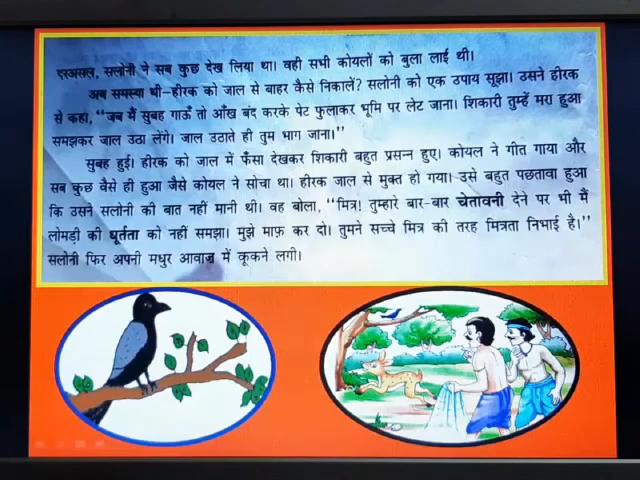 दरअसल, सलोनी ने सब कुछ देख लिया था। वही सभी कोयलों को बुला लाई थी।
अब समस्या थी–हीरक को जाल से बाहर कैसे निकालें? सलोनी को एक उपाय सूझा। उसने हीरक
से कहा, “जब मैं सुबह गाऊँ तो आँख बंद करके पेट फुलाकर भूमि पर लेट जाना। शिकारी तुम्हें मरा हुआ
समझकर जाल उठा लेंगे। जाल उठाते ही तुम भाग जाना।”
सुबह हुई। हीरक को जाल में फँसा देखकर शिकारी बहुत प्रसन्न हुए। कोयल ने गीत गाया और
सब कुछ वैसे ही हुआ जैसे कोयल ने सोचा था। हीरक जाल से मुक्त हो गया। उसे बहुत पछतावा हुआ
कि उसने सलोनी की बात नहीं मानी थी। वह बोला, “मित्र! तुम्हारे बार-बार चेतावनी देने पर भी मैं
लोमड़ी की धूर्तता को नहीं समझा। मुझे माफ़ कर दो। तुमने सच्चे मित्र की तरह मित्रता निभाई है।”
सलोनी फिर अपनी मधुर आवाज़ में कूकने लगी।